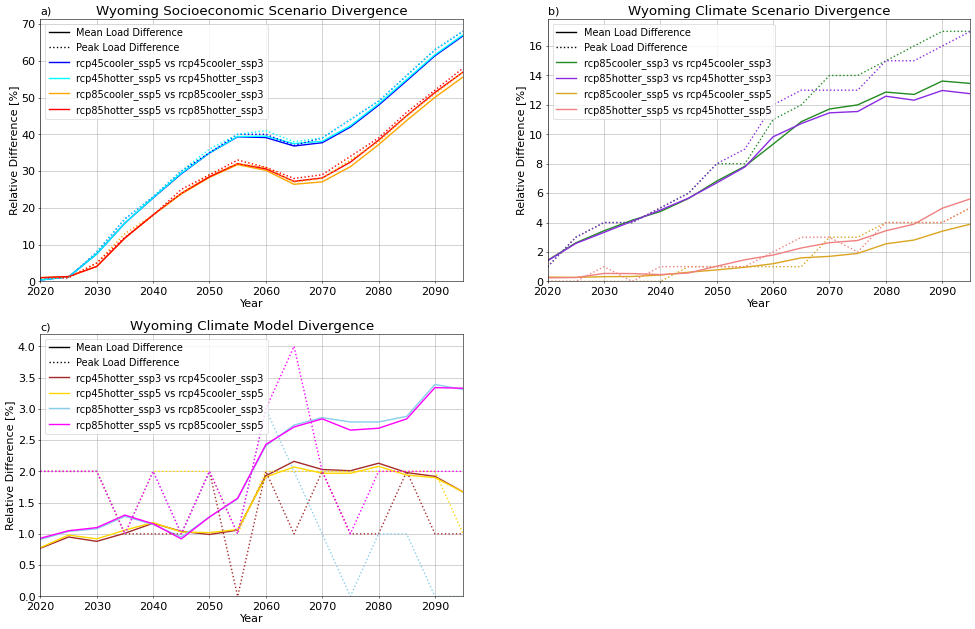 a)
Wyoming Socioeconomic Scenario Divergence
Relative Difference [%]
70
60
50
40
30
20
10
0
Mean Load Difference
Peak Load Difference
rcp45cooler_ssp5 vs rcp45cooler_ssp3
rcp45hotter_ssp5 vs rcp45hotter_ssp3
rcp85cooler_ssp5 vs rcp85cooler_ssp3
rcp85hotter_ssp5 vs rcp85hotter_ssp3
2020 2030 2040 2050 2060 2070 2080 2090
Year
b)
Wyoming Climate Scenario Divergence
Relative Difference [%]
16
14
12
10
8
6
4
2
0
Mean Load Difference
Peak Load Difference
rcp85cooler_ssp3 vs rcp45cooler_ssp3
rcp85hotter_ssp3 vs rcp45hotter_ssp3
rcp85cooler_ssp5 vs rcp45cooler_ssp5
rcp85hotter_ssp5 vs rcp45hotter_ssp5
2020 2030 2040 2050 2060 2070 2080 2090
Year
c)
Wyoming Climate Model Divergence
Relative Difference [%]
4.0
3.5
3.0
2.5
2.0
1.5
1.0
0.5
0.0
Mean Load Difference
Peak Load Difference
rcp45hotter_ssp3 vs rcp45cooler_ssp3
rcp45hotter_ssp5 vs rcp45cooler_ssp5
rcp85hotter_ssp3 vs rcp85cooler_ssp3
rcp85hotter_ssp5 vs rcp85cooler_ssp5
2020 2030 2040 2050 2060 2070 2080 2090
Year